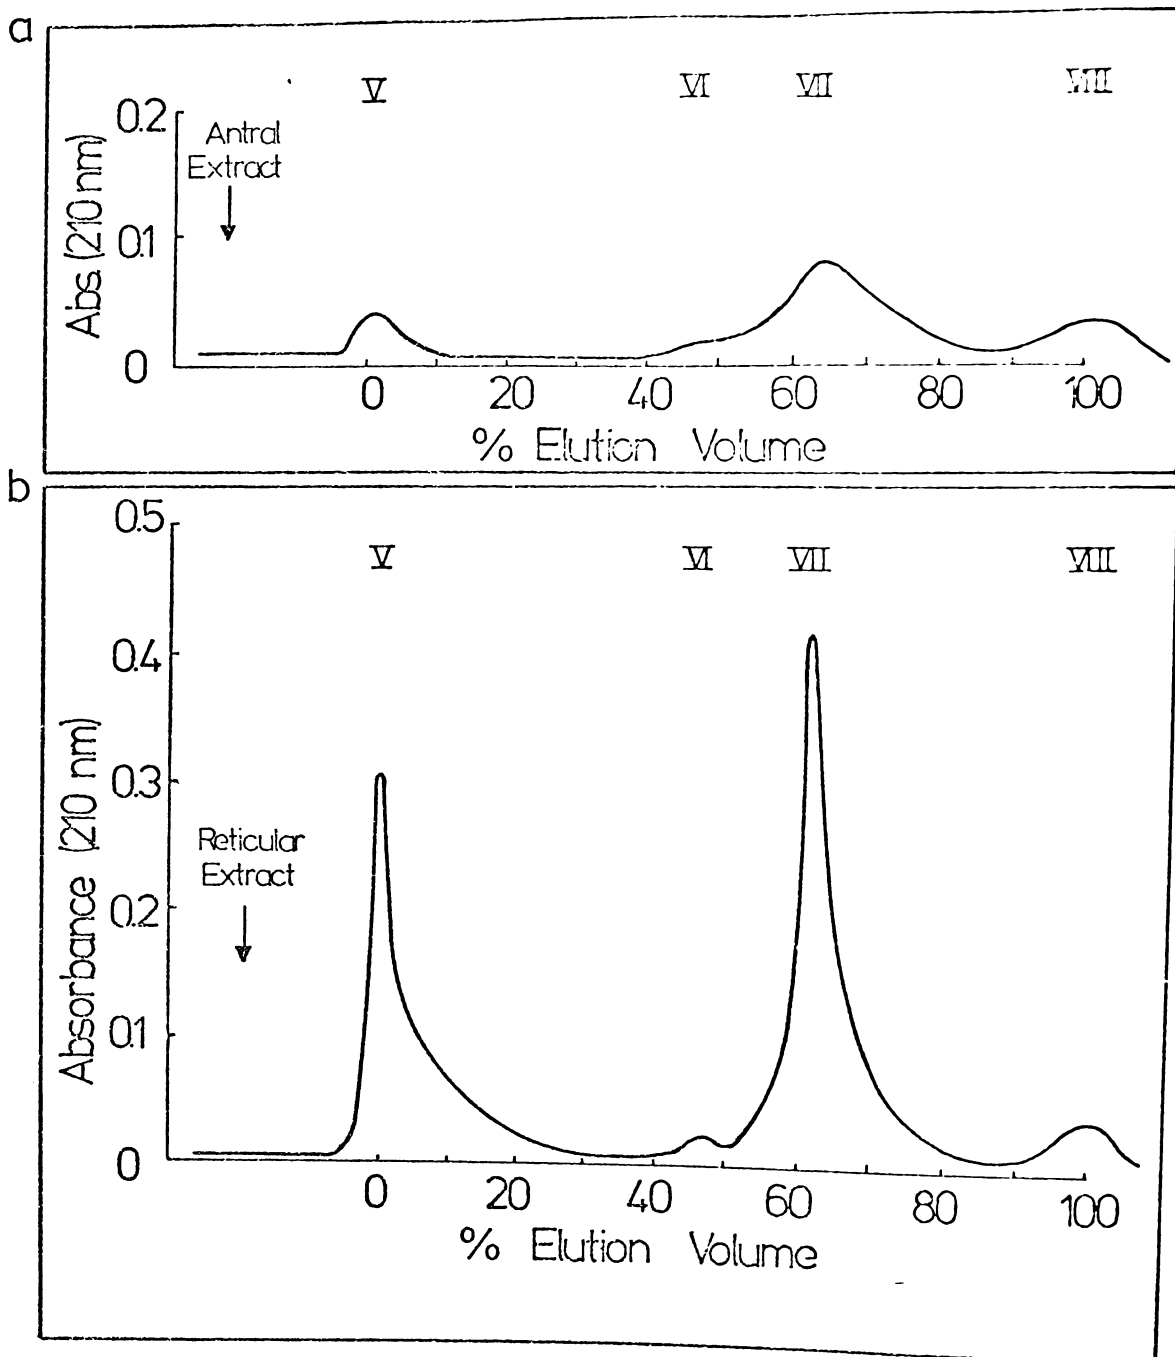 a
V VI VII VIII
0.2
Antral
Extract
0.1
Abs. (210 nm)
0
0 20 40 60 80 100
% Elution Volume
b
0.5
V VI VII VIII
0.4
0.3
Reticular
Extract
0.2
Absorbance (210 nm)
0.1
0
0 20 40 60 80 100
% Elution Volume